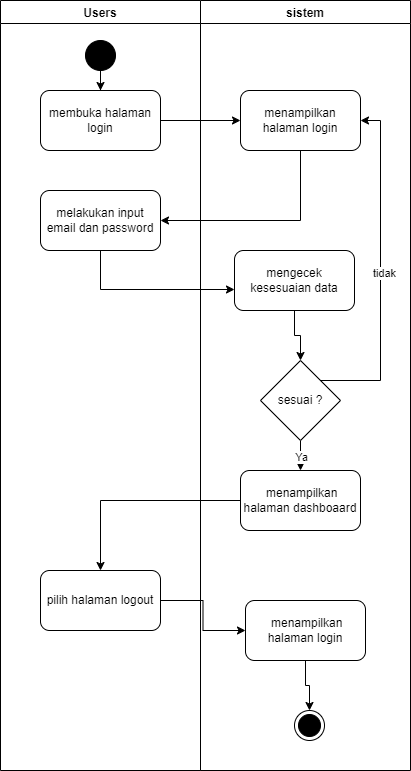 Users
sistem
membuka halaman
login
menampilkan
halaman login
melakukan input
email dan password
mengecek
kesesuaian data
tidak
sesuai ?
Ya
menampilkan
halaman dashboaard
pilih halaman logout
menampilkan
halaman login